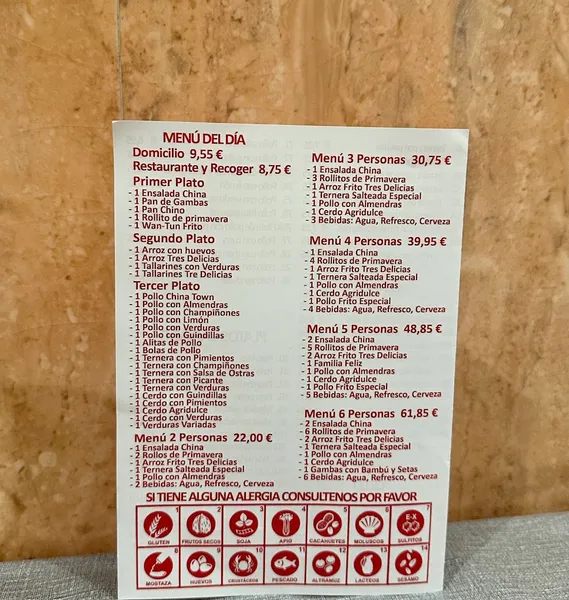 MENÚ DEL DÍA
Domicilio 9,55 €
Restaurante y Recoger 8,75 €
Primer Plato
- 1 Ensalada China
- 1 Pan de Gambas
- 1 Pan Chino
- 1 Rollito de primavera
- 1 Wan-Tun Frito
Segundo Plato
- 1 Arroz con huevos
- 1 Arroz Tres Delicias
- 1 Tallarines con Verduras
- 1 Tallarines Tre Delicias
Tercer Plato
- 1 Pollo China Town
- 1 Pollo con Almendras
- 1 Pollo con Champiñones
- 1 Pollo con Limón
- 1 Pollo con Verduras
- 1 Pollo con Guindillas
- 1 Alitas de Pollo
- 1 Bolas de Pollo
- 1 Ternera con Pimientos
- 1 Ternera con Champiñones
- 1 Ternera con Salsa de Ostras
- 1 Ternera con Picante
- 1 Ternera con Verduras
- 1 Cerdo con Guindillas
- 1 Cerdo con Pimientos
- 1 Cerdo Agridulce
- 1 Cerdo con Verduras
- 1 Verduras Variadas
Menú 2 Personas 22,00 €
- 1 Ensalada China
- 2 Rollos de Primavera
- 1 Arroz Frito Tres Delicias
- 1 Ternera Salteada Especial
- 1 Pollo con Almendras
- 2 Bebidas: Agua, Refresco, Cerveza
Menú 3 Personas 30,75 €
- 1 Ensalada China
- 3 Rollitos de Primavera
- 1 Arroz Frito Tres Delicias
- 1 Ternera Salteada Especial
- 1 Pollo con Almendras
- 1 Cerdo Agridulce
- 3 Bebidas: Agua, Refresco, Cerveza
Menú 4 Personas 39,95 €
- 1 Ensalada China
- 4 Rollitos de Primavera
- 1 Arroz Frito Tres Delicias
- 1 Ternera Salteada Especial
- 1 Pollo con Almendras
- 1 Cerdo Agridulce
- 1 Pollo Frito Especial
- 4 Bebidas: Agua, Refresco, Cerveza
Menú 5 Personas 48,85 €
- 2 Ensalada China
- 5 Rollitos de Primavera
- 2 Arroz Frito Tres Delicias
- 1 Familia Feliz
- 1 Pollo con Almendras
- 1 Cerdo Agridulce
- 1 Pollo Frito Especial
- 5 Bebidas: Agua, Refresco, Cerveza
Menú 6 Personas 61,85 €
- 2 Ensalada China
- 6 Rollitos de Primavera
- 2 Arroz Frito Tres Delicias
- 1 Ternera Salteada Especial
- 1 Pollo con Almendras
- 1 Cerdo Agridulce
- 1 Gambas con Bambú y Setas
- 6 Bebidas: Agua, Refresco, Cerveza
SI TIENE ALGUNA ALERGIA CONSULTENOS POR FAVOR
1 2 3 4 5 6 7
E-X
GLUTEN FRUTOS SECOS SOJA APIO CACAHUETES MOLUSCOS SULFITOS
8 9 10 11 12 13 14
MOSTAZA HUEVOS CRUSTÁCEOS PESCADO ALTRAMUZ LÁCTEOS SÉSAMO